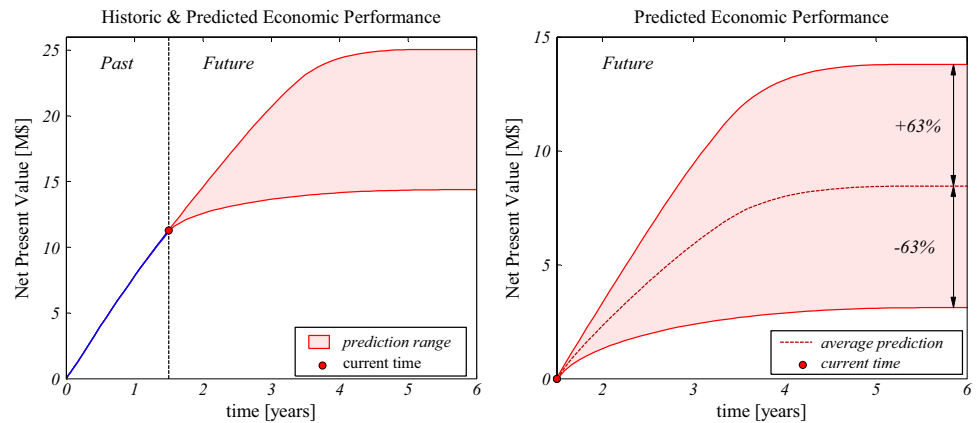 Historic & Predicted Economic Performance
Net Present Value [M$]
25
20
15
10
5
0
Past
Future
prediction range
current time
0 1 2 3 4 5 6
time [years]
Predicted Economic Performance
Net Present Value [M$]
15
10
5
0
Future
+63%
-63%
average prediction
current time
2 3 4 5 6
time [years]